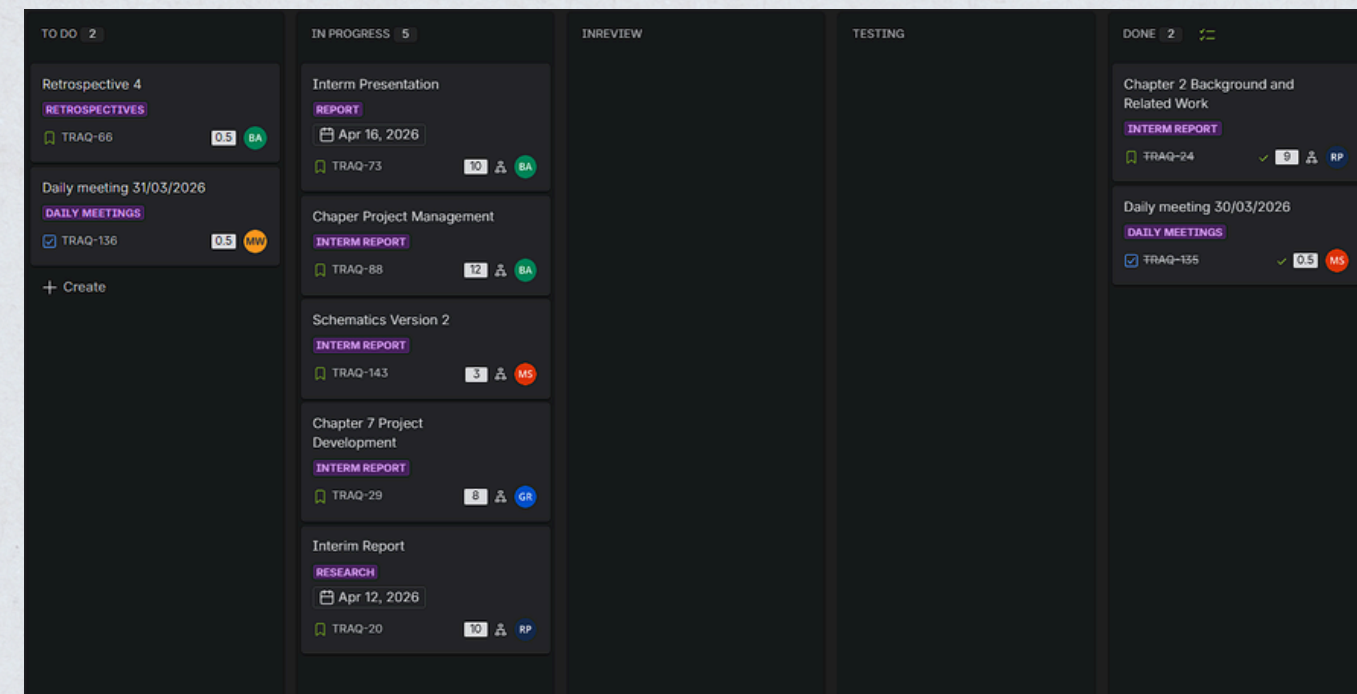 TO DO 2
Retrospective 4
RETROSPECTIVES
TRAQ-66 0.5 BA
Daily meeting 31/03/2026
DAILY MEETINGS
TRAQ-136 0.5 MW
+ Create
IN PROGRESS 5
Interm Presentation
REPORT
Apr 16, 2026
TRAQ-73 10 BA
Chaper Project Management
INTERM REPORT
TRAQ-88 12 BA
Schematics Version 2
INTERM REPORT
TRAQ-143 3 MS
Chapter 7 Project
Development
INTERM REPORT
TRAQ-29 8 GR
Interim Report
RESEARCH
Apr 12, 2026
TRAQ-20 10 RP
INREVIEW
TESTING
DONE 2
Chapter 2 Background and
Related Work
INTERM REPORT
TRAQ-24 9 RP
Daily meeting 30/03/2026
DAILY MEETINGS
TRAQ-135 0.5 MS